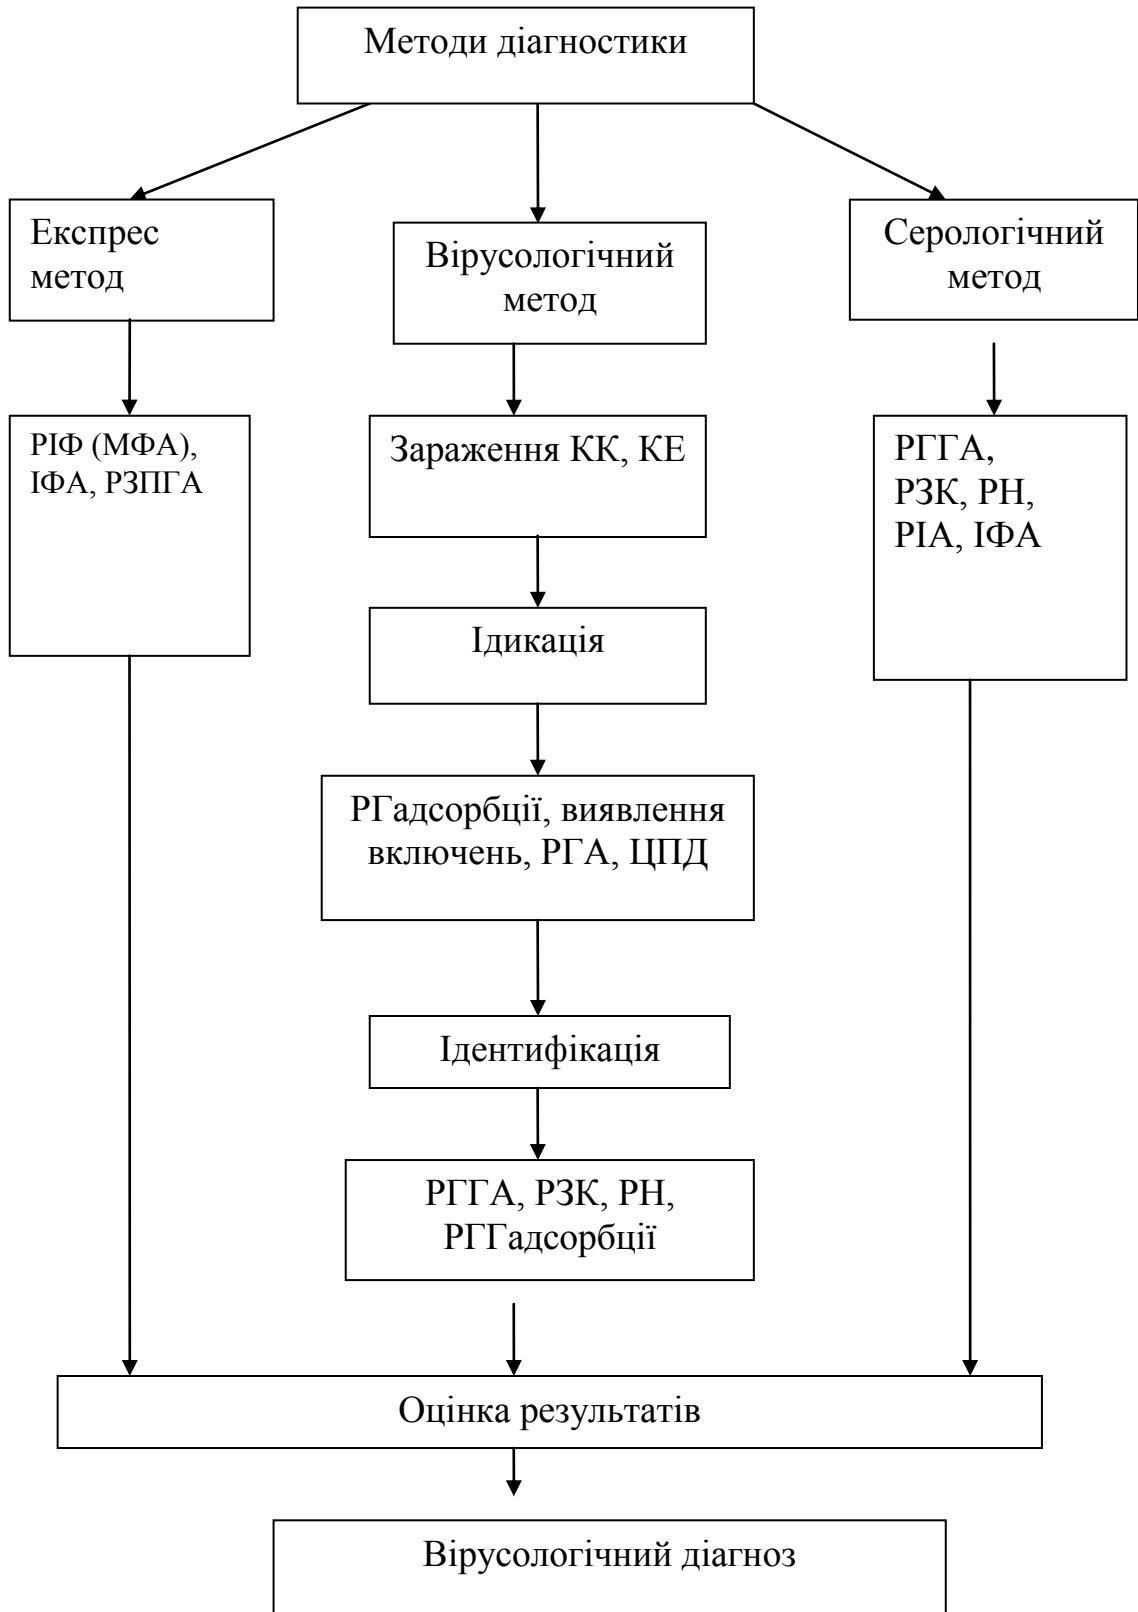 Методи діагностики
Експрес
метод
Вірусологічний
метод
Серологічний
метод
РІФ (МФА),
ІФА, РЗПГА
Зараження КК, КЕ
РГГА,
РЗК, РН,
РІА, ІФА
Ідикація
РГадсорбції, виявлення
включень, РГА, ЦПД
Ідентифікація
РГГА, РЗК, РН,
РГГадсорбції
Оцінка результатів
Вірусологічний діагноз